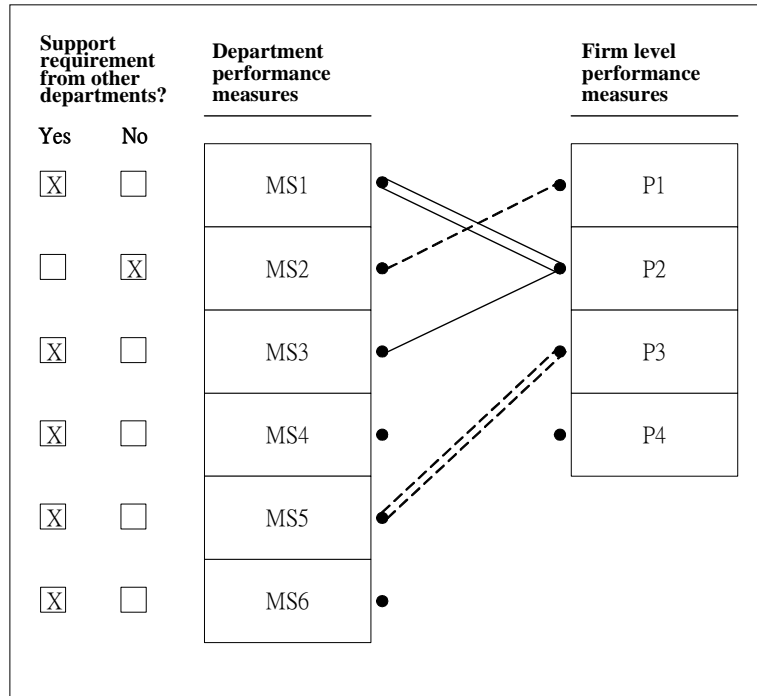 Support
requirement
from other
departments?
Yes No
Department
performance
measures
Firm level
performance
measures
X MS1 P1
X MS2 P2
X MS3 P3
X MS4 P4
X MS5
X MS6